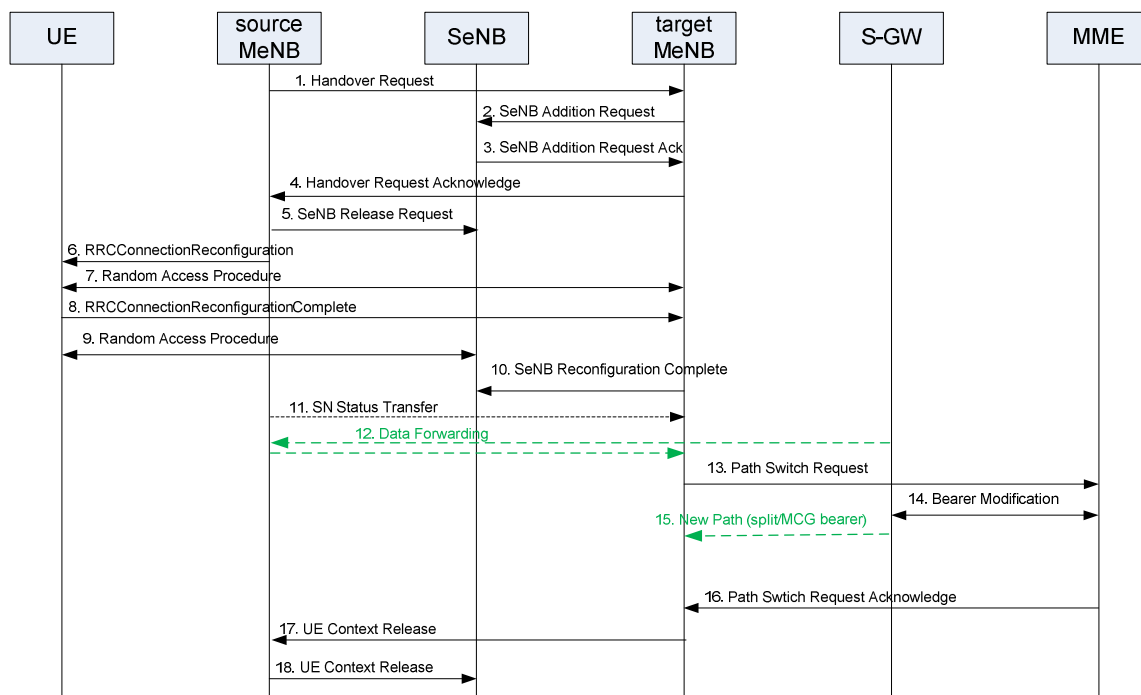 UE
source
MeNB
SeNB
target
MeNB
S-GW
MME
1. Handover Request
2. SeNB Addition Request
3. SeNB Addition Request Ack
4. Handover Request Acknowledge
5. SeNB Release Request
6. RRCConnectionReconfiguration
7. Random Access Procedure
8. RRCConnectionReconfigurationComplete
9. Random Access Procedure
10. SeNB Reconfiguration Complete
11. SN Status Transfer
12. Data Forwarding
13. Path Switch Request
14. Bearer Modification
15. New Path (split/MCG bearer)
16. Path Swtich Request Acknowledge
17. UE Context Release
18. UE Context Release